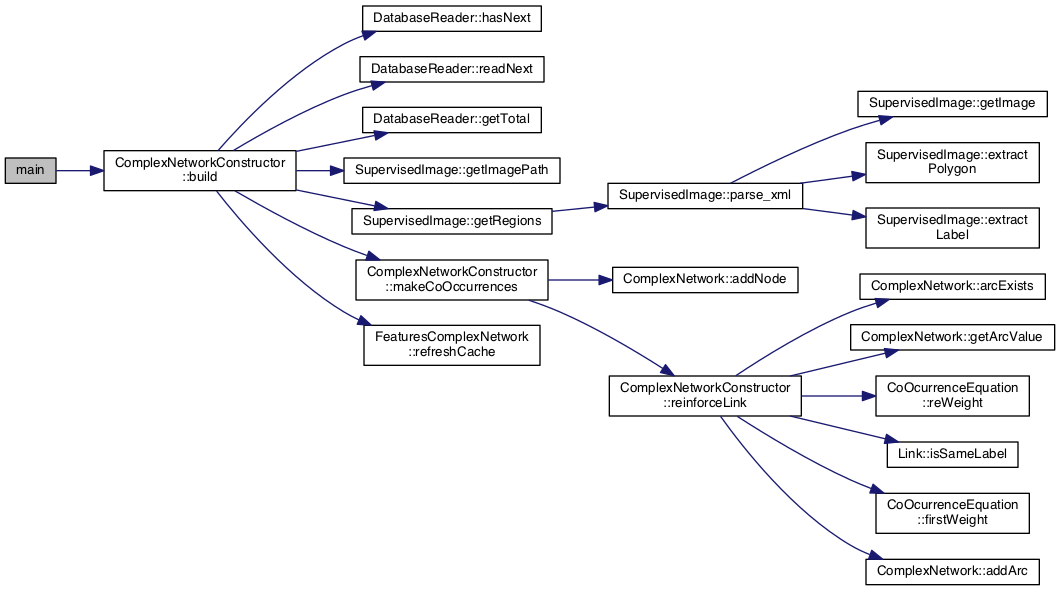 main
ComplexNetworkConstructor
::build
DatabaseReader::hasNext
DatabaseReader::readNext
DatabaseReader::getTotal
SupervisedImage::getImagePath
SupervisedImage::getRegions
ComplexNetworkConstructor
::makeCoOccurrences
FeaturesComplexNetwork
::refreshCache
SupervisedImage::parse_xml
ComplexNetwork::addNode
ComplexNetworkConstructor
::reinforceLink
SupervisedImage::getImage
SupervisedImage::extract
Polygon
SupervisedImage::extract
Label
ComplexNetwork::arcExists
ComplexNetwork::getArcValue
CoOcurrenceEquation
::reWeight
Link::isSameLabel
CoOcurrenceEquation
::firstWeight
ComplexNetwork::addArc